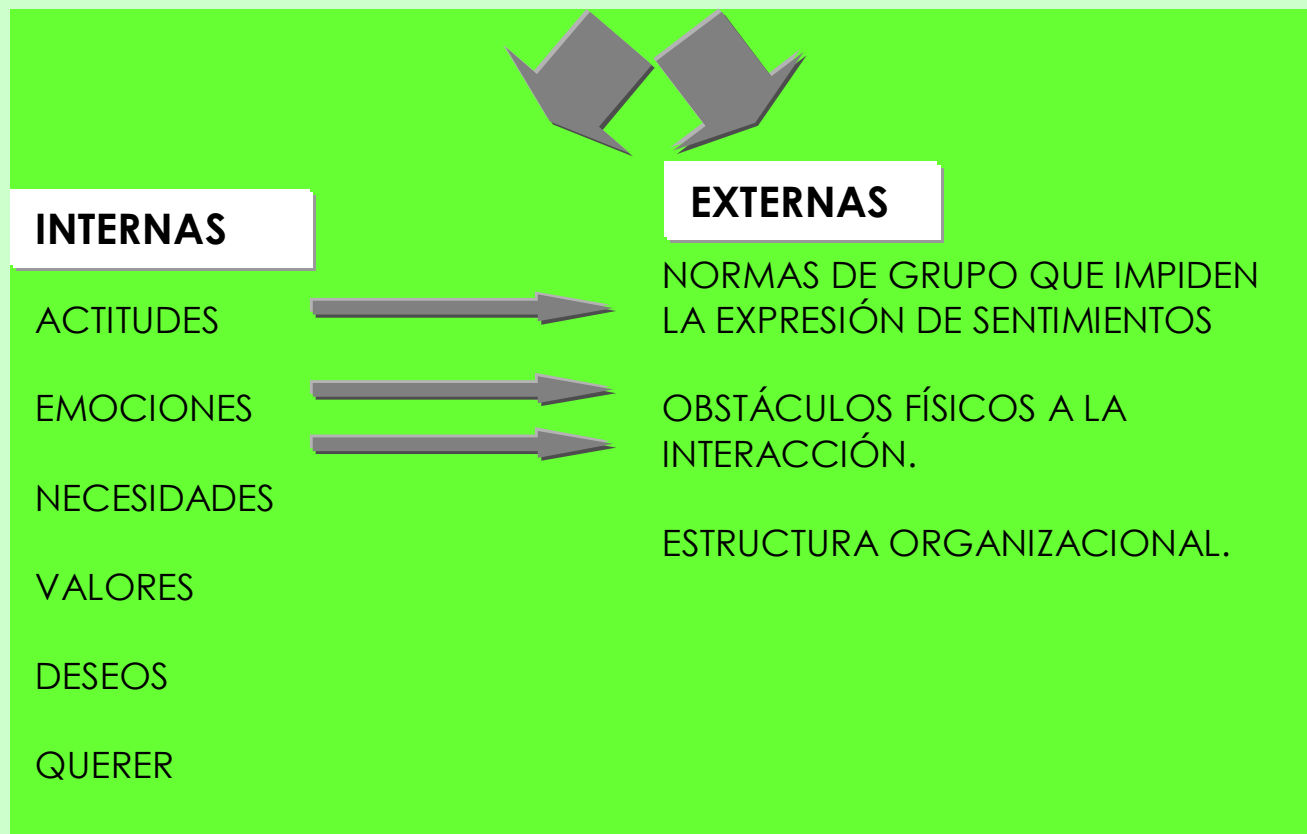 INTERNAS
ACTITUDES
EMOCIONES
NECESIDADES
VALORES
DESEOS
QUERER
EXTERNAS
NORMAS DE GRUPO QUE IMPIDEN
LA EXPRESIÓN DE SENTIMIENTOS
OBSTÁCULOS FÍSICOS A LA
INTERACCIÓN.
ESTRUCTURA ORGANIZACIONAL.